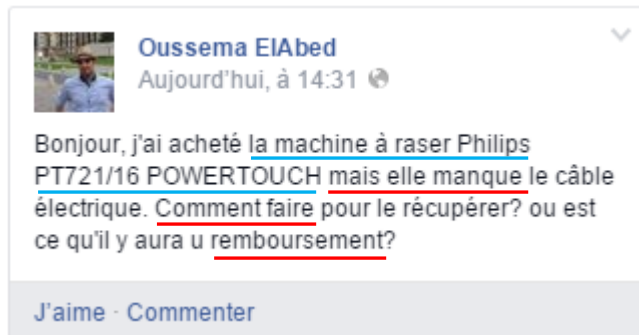 Oussema ElAbed
Aujourd'hui, à 14:31
Bonjour, j'ai acheté la machine à raser Philips
PT721/16 POWERTOUCH mais elle manque le câble
électrique. Comment faire pour le récupérer? ou est
ce qu'il y aura u remboursement?
J'aime · Commenter